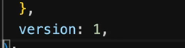 },
version: 1,